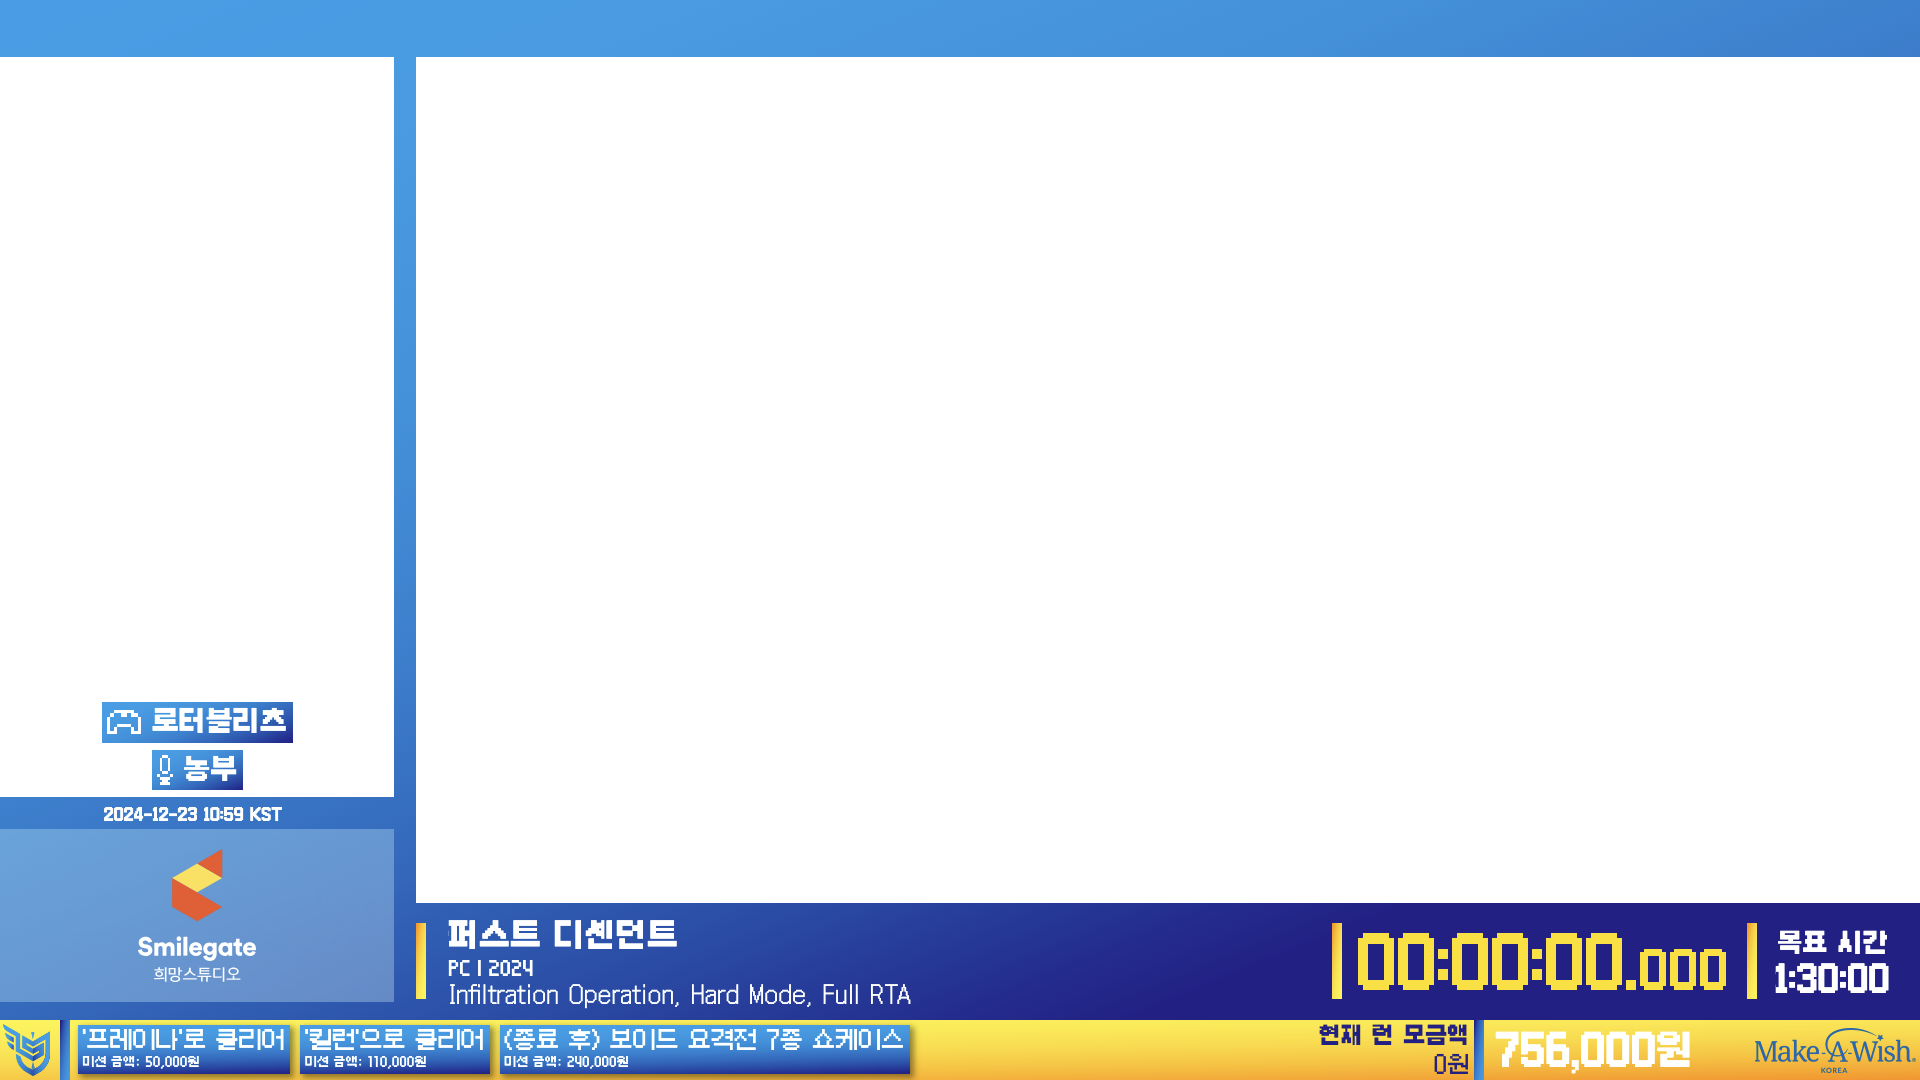 로터블리츠
농부
2024-12-23 10:59 KST
Smilegate
희망스튜디오
퍼스트 디센던트
PC | 2024
Infiltration Operation, Hard Mode, Full RTA
00:00:00.000
목표 시간
1:30:00
'프레이나'로 클리어
미션 금액: 50,000원
'킬런'으로 클리어
미션 금액: 110,000원
(종료 후) 보이드 요격전 7종 쇼케이스
미션 금액: 240,000원
현재 런 모금액
0원
756,000원
Make-A-Wish®
KOREA